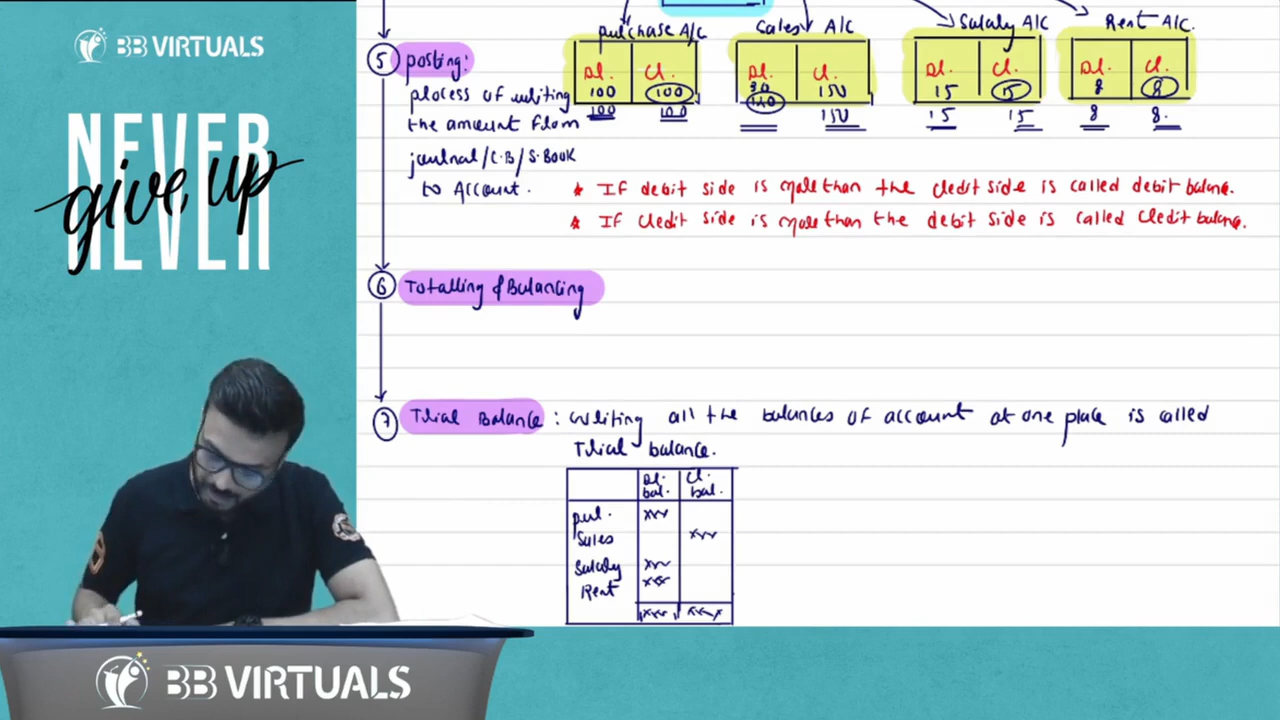 BB VIRTUALS
NEVER
give up
NEVER
purchase A/C
Sales A/C
Salary A/C
Rent A/C.
5 posting:
process of writing
the amount from
journal/C.B/S.Book
to Account.
Dr. Cr.
100 100
100 100
Dr. Cr.
30 150
120
150
Dr. Cr.
15 15
15 15
Dr. Cr.
8 8
8 8.
* If debit side is more than the credit side is called debit balance.
* If credit side is more than the debit side is called credit balance.
6 Totalling & Balancing
7 Trial Balance : Writing all the balances of account at one place is called
Trial balance.
Dr. bal. Cr. bal.
pur. xxx
Sales xxx
Salary xxx
Rent xxx
xxx xxx
BB VIRTUALS